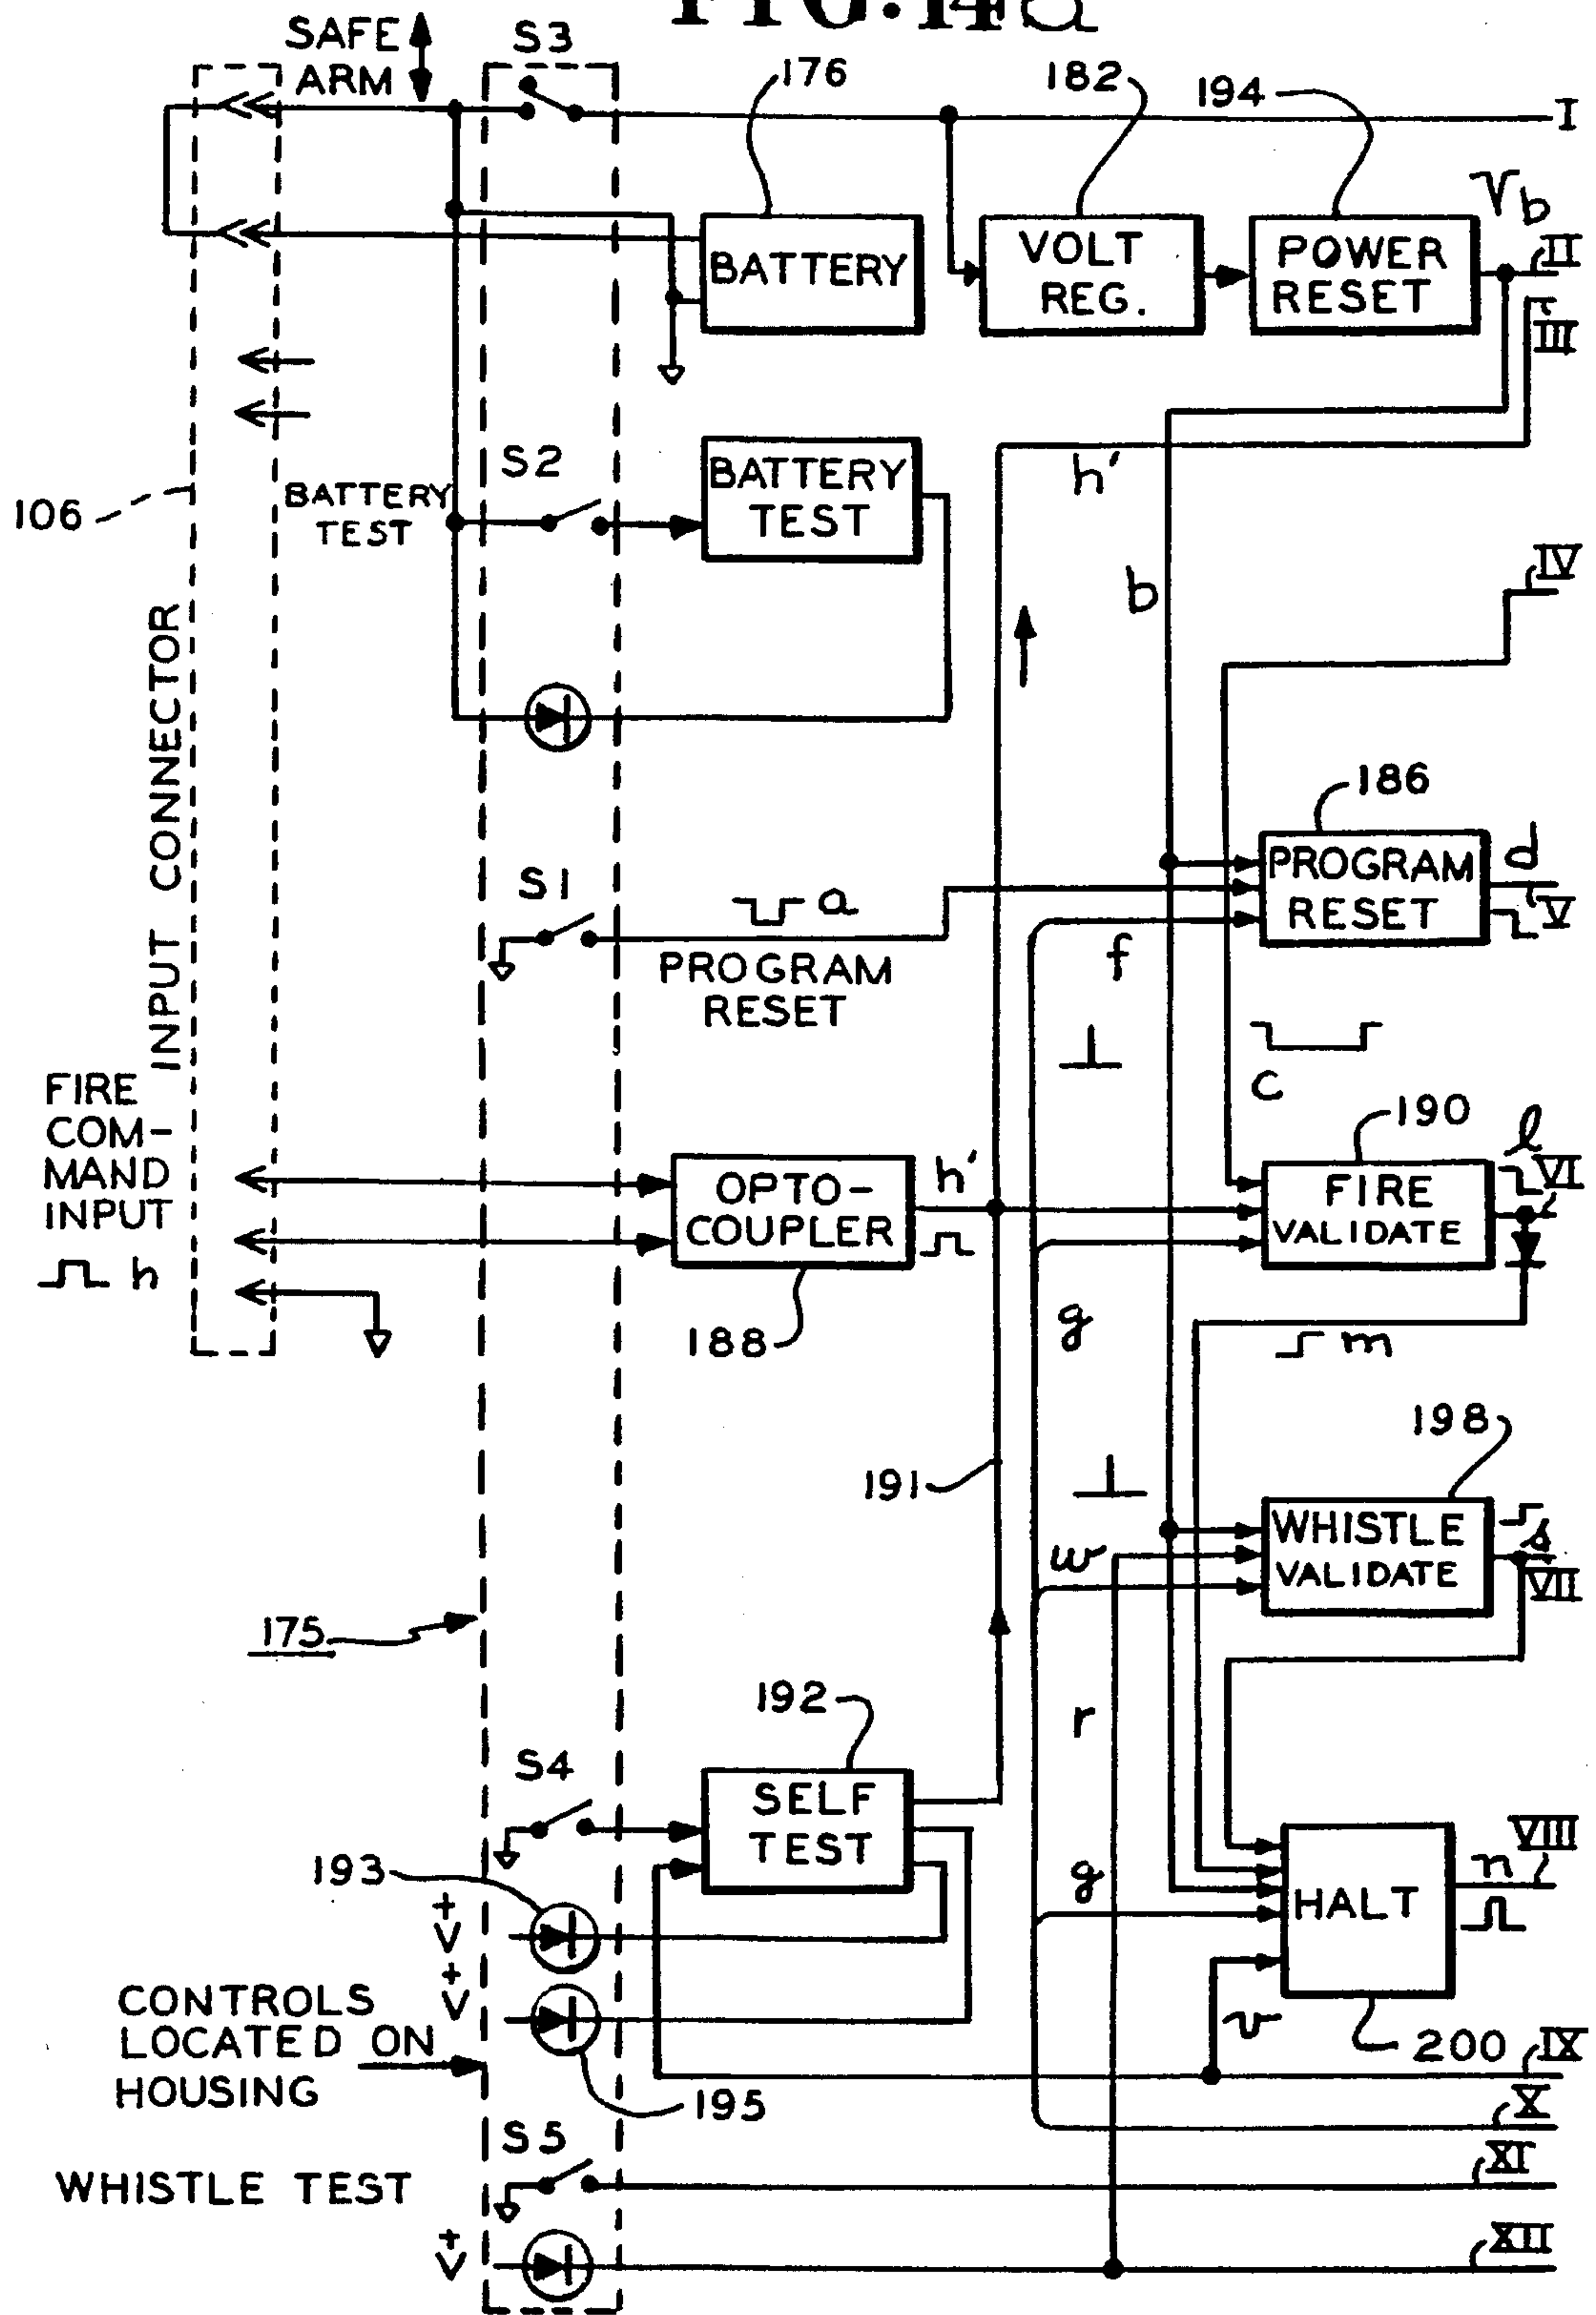 FIG. 14a
SAFE
ARM
S3
176
182
194
I
b
II
BATTERY
VOLT
REG.
POWER
RESET
III
h'
S2
BATTERY
TEST
BATTERY
TEST
106
b
IV
INPUT CONNECTOR
186
S1
a
PROGRAM
RESET
PROGRAM
RESET
d
V
f
c
FIRE
COM-
MAND
INPUT
h
OPTO-
COUPLER
h'
188
190
FIRE
VALIDATE
l
VI
g
m
191
198
WHISTLE
VALIDATE
s
VII
w
175
192
r
S4
SELF
TEST
193
+
V
+
V
g
HALT
n
VIII
v
200
IX
CONTROLS
LOCATED ON
HOUSING
195
X
S5
XI
WHISTLE TEST
+
V
XII